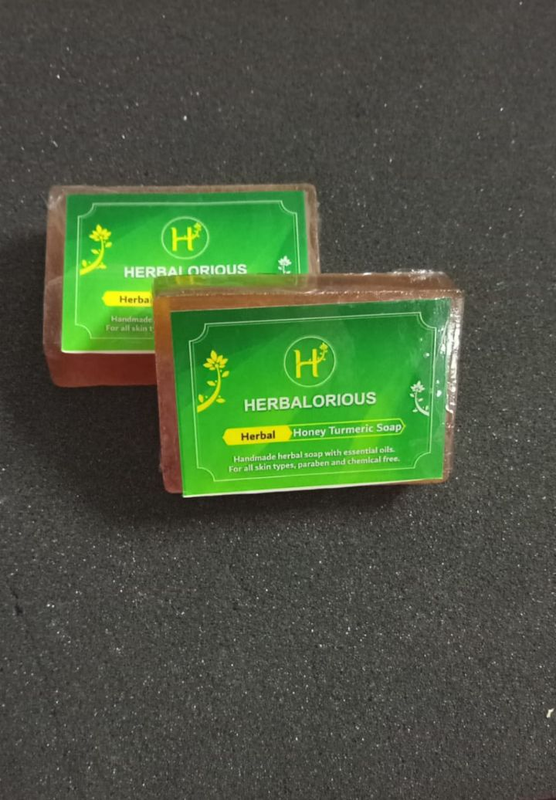 H
HERBALORIOUS
Handmade
For all skin
H
HERBALORIOUS
Herbal Honey Turmeric Soap
Handmade herbal soap with essential oils.
For all skin types, paraben and chemical free.